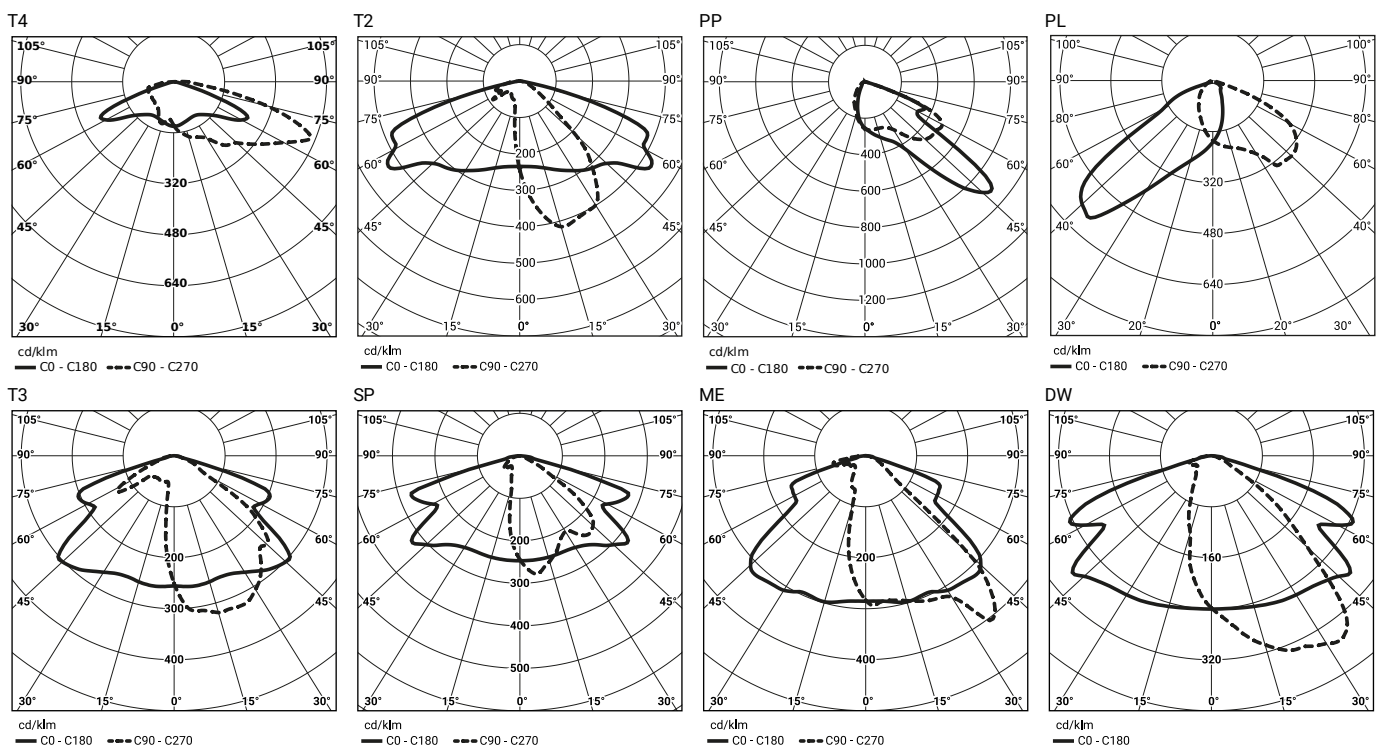 T4
T2
PP
PL
105° 105°
105° 105°
105° 105°
100° 100°
90° 90°
90° 90°
90° 90°
90° 90°
75° 75°
75° 75°
75° 75°
80° 80°
60° 60°
60° 60°
60° 60°
60° 60°
45° 45°
45° 45°
45° 45°
40° 40°
320
480
640
200
300
400
500
600
400
600
800
1000
1200
320
480
640
30° 15° 0° 15° 30°
30° 15° 0° 15° 30°
30° 15° 0° 15° 30°
30° 20° 0° 20° 30°
cd/klm
C0 - C180 C90 - C270
cd/klm
C0 - C180 C90 - C270
cd/klm
C0 - C180 C90 - C270
cd/klm
C0 - C180 C90 - C270
T3
SP
ME
DW
105° 105°
105° 105°
105° 105°
105° 105°
90° 90°
90° 90°
90° 90°
90° 90°
75° 75°
75° 75°
75° 75°
75° 75°
60° 60°
60° 60°
60° 60°
60° 60°
45° 45°
45° 45°
45° 45°
45° 45°
200
300
400
200
300
400
500
200
400
160
320
30° 15° 0° 15° 30°
30° 15° 0° 15° 30°
30° 15° 0° 15° 30°
30° 15° 0° 15° 30°
cd/klm
C0 - C180 C90 - C270
cd/klm
C0 - C180 C90 - C270
cd/klm
C0 - C180 C90 - C270
cd/klm
C0 - C180